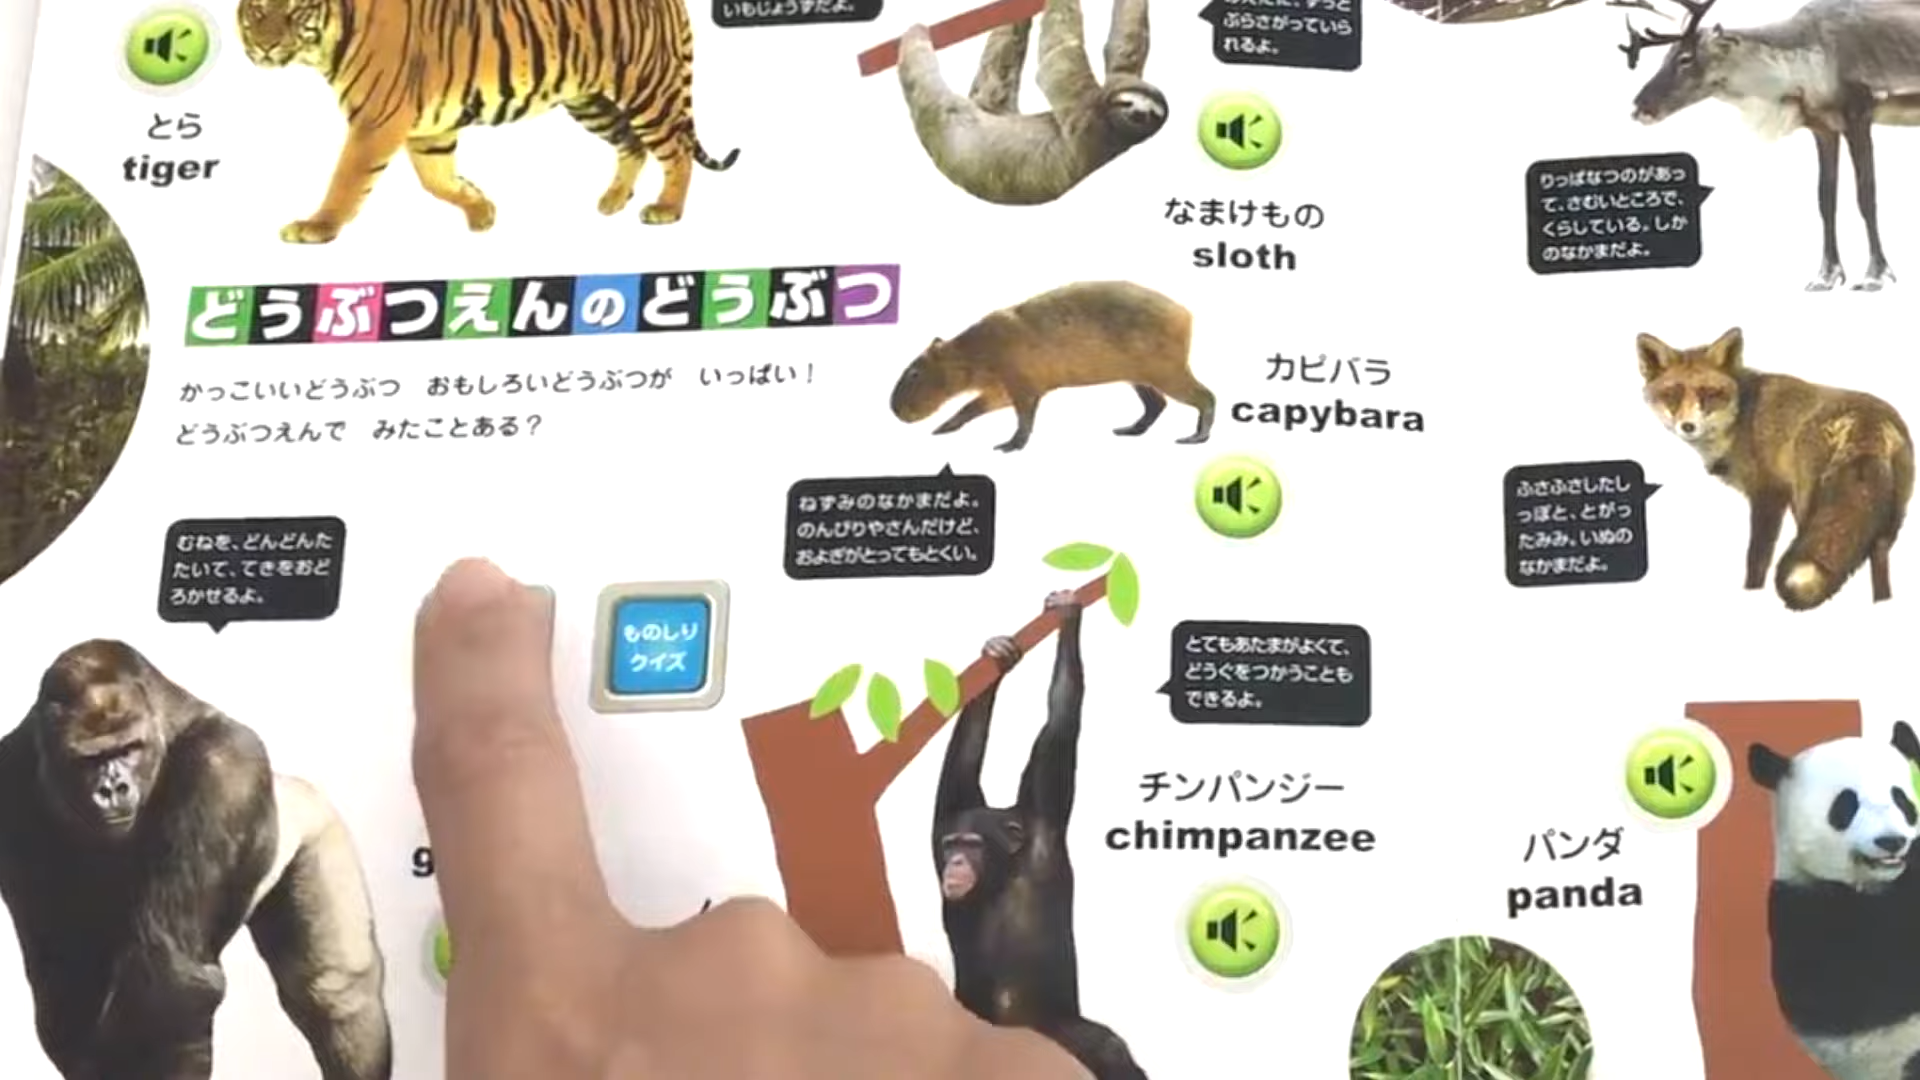 いもじょうずだよ。
ぶらさがっていら
れるよ。
とら
tiger
なまけもの
sloth
りっぱなつのがあっ
て、さむいところで、
くらしている。しか
のなかまだよ。
どうぶつえんのどうぶつ
かっこいいどうぶつ おもしろいどうぶつが いっぱい!
どうぶつえんで みたことある?
カピバラ
capybara
ねずみのなかまだよ。
のんびりやさんだけど、
およぎがとってもとくい。
ふさふさしたし
っぽと、とがっ
たみみ。いぬの
なかまだよ。
むねを、どんどんた
たいて、てきをおど
ろかせるよ。
ものしり
クイズ
とてもあたまがよくて、
どうぐをつかうことも
できるよ。
チンパンジー
chimpanzee
パンダ
panda
g